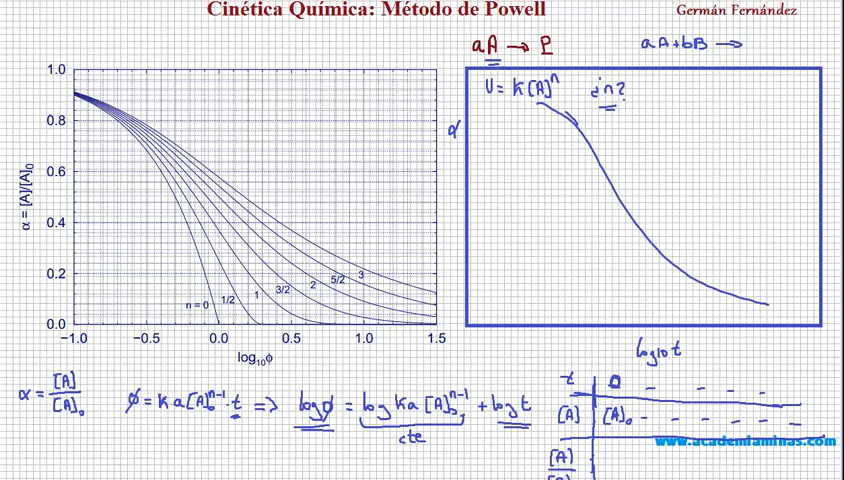 Cinética Química: Método de Powell
Germán Fernández
aA → P
aA+bB →
1.0
0.8
0.6
0.4
0.2
0.0
α = [A]/[A]0
n = 0
1/2
1
3/2
2
5/2
3
−1.0
−0.5
0.0
0.5
1.0
1.5
log10ϕ
v = k[A]^n ¿n?
α
log10 t
α = [A]/[A]₀
ϕ = ka[A]₀^n-1 · t ⇒ log ϕ = log ka [A]₀^n-1 + log t
cte
t 0 - - - -
[A] [A]₀ - - - -
www.academiaminas.com
[A]